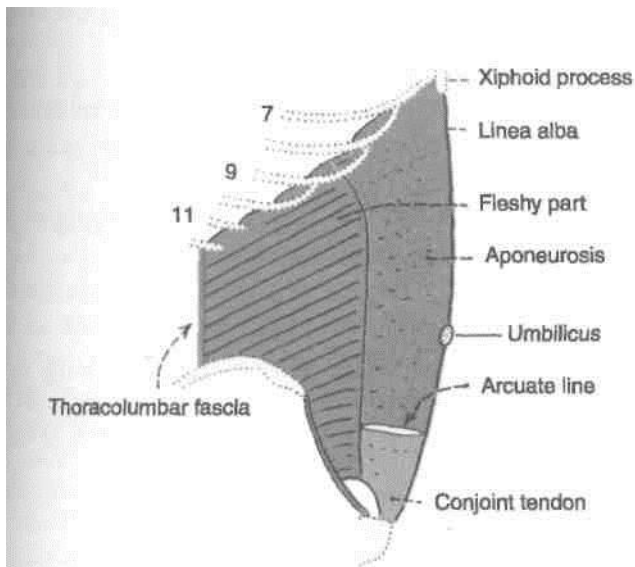 Xiphoid process
7
Linea alba
9
Fleshy part
11
Aponeurosis
Umbilicus
Arcuate line
Thoracolumbar fascia
Conjoint tendon